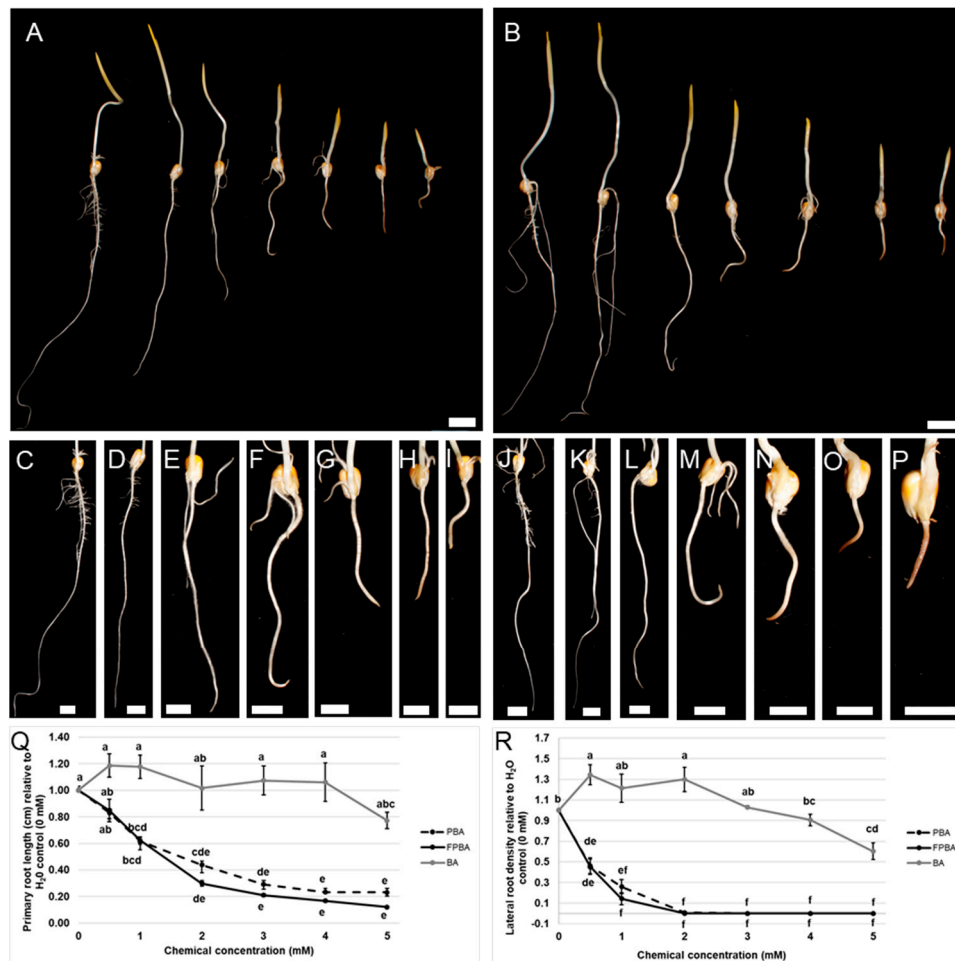 A
B
C D E F G H I J K L M N O P
Q
1.40
1.20
1.00
0.80
0.60
0.40
0.20
0.00
0 1 2 3 4 5
Primary root length (cm) relative to
H₂0 control (0 mM)
Chemical concentration (mM)
a a a ab a a abc
ab bcd cde de e e
ab bcd de e e e
PBA
FPBA
BA
R
1.7
1.5
1.3
1.1
0.9
0.7
0.5
0.3
0.1
-0.1
0 1 2 3 4 5
Lateral root density relative to H₂O
control (0 mM)
Chemical concentration (mM)
b a ab a cd bc cd
de ef f f f f
de f f f f f
PBA
FPBA
BA